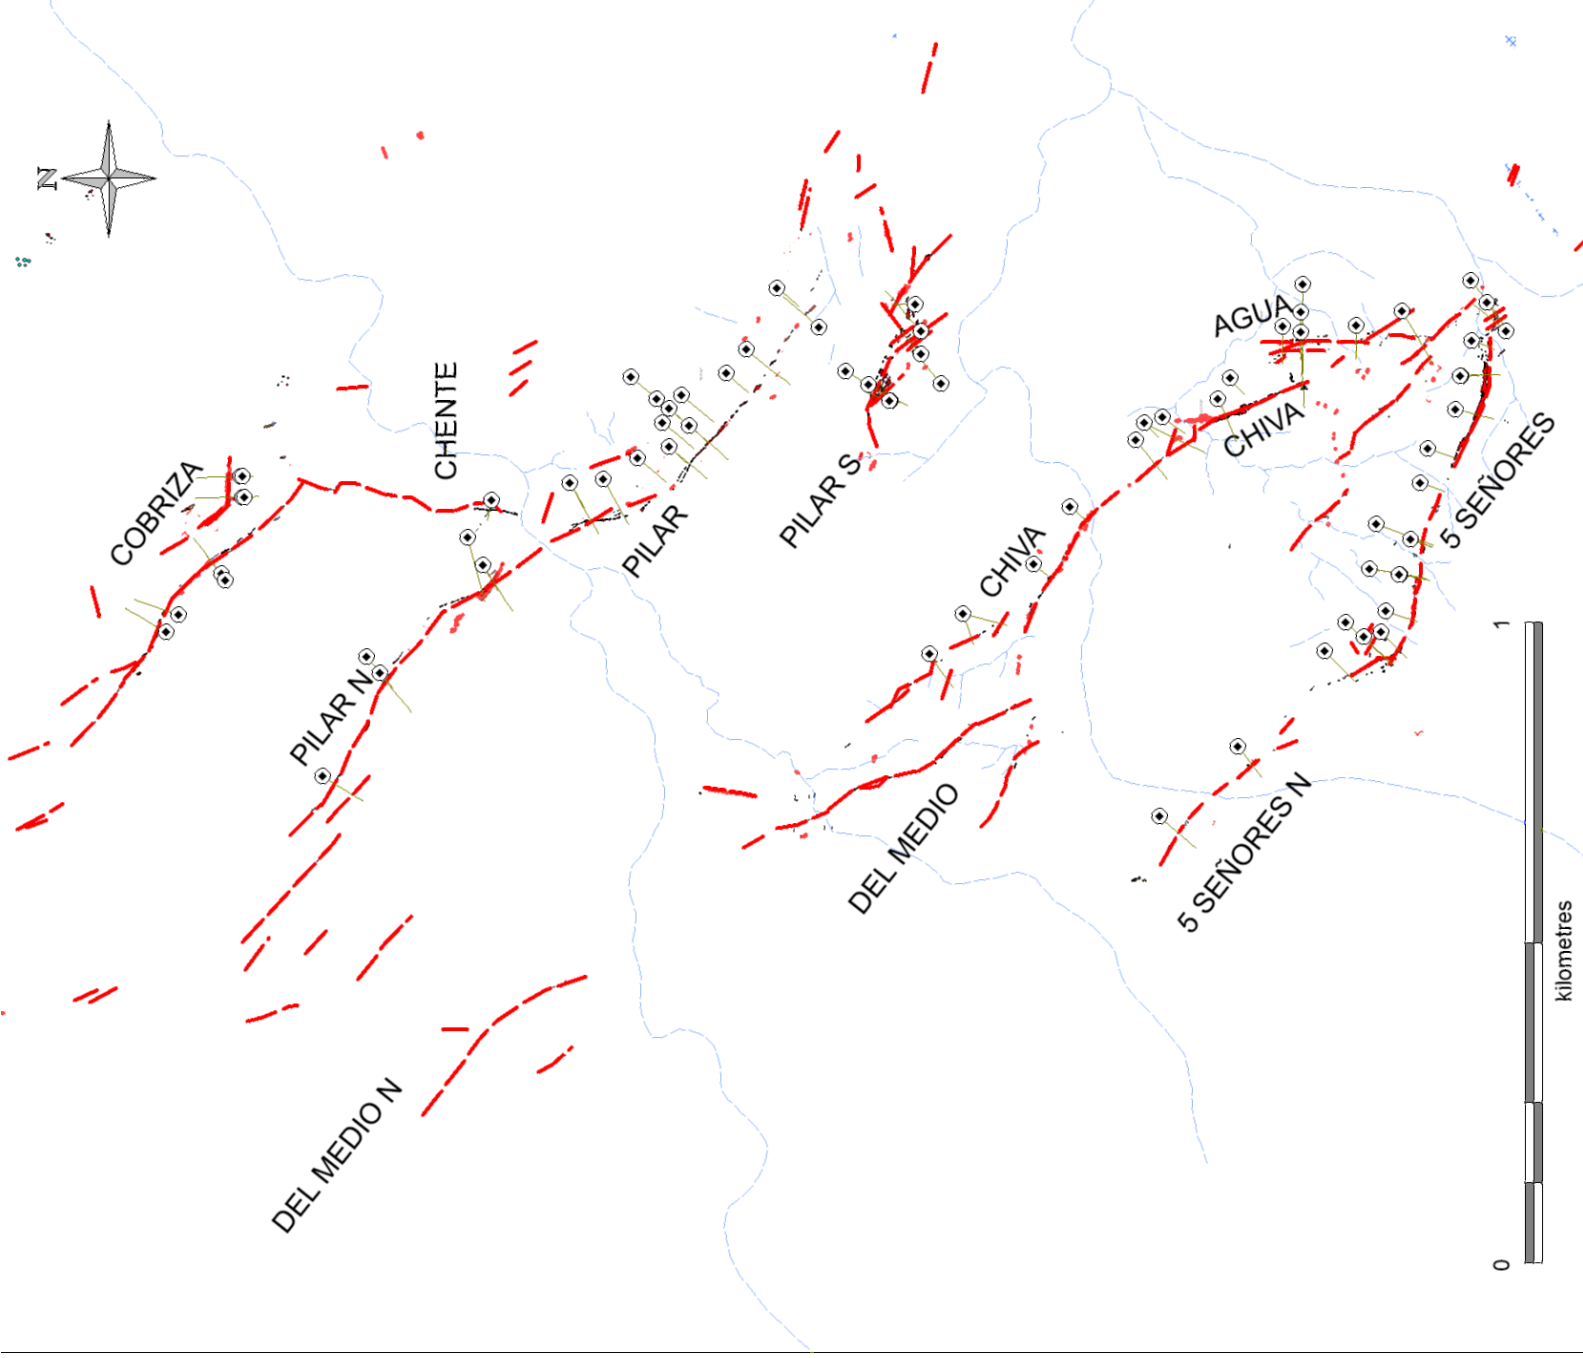 N
COBRIZA
CHENTE
PILAR
PILAR S
PILAR N
AGUA
CHIVA
CHIVA
5 SEÑORES
DEL MEDIO
5 SEÑORES N
DEL MEDIO N
1
kilometres
0